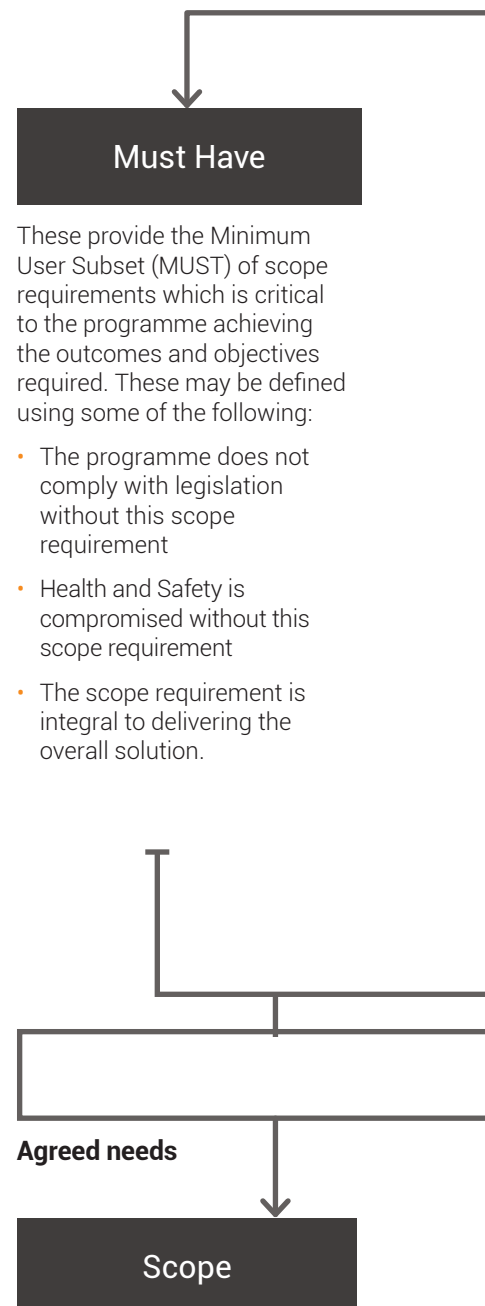 Must Have
These provide the Minimum
User Subset (MUST) of scope
requirements which is critical
to the programme achieving
the outcomes and objectives
required. These may be defined
using some of the following:
• The programme does not
comply with legislation
without this scope
requirement
• Health and Safety is
compromised without this
scope requirement
• The scope requirement is
integral to delivering the
overall solution.
Agreed needs
Scope